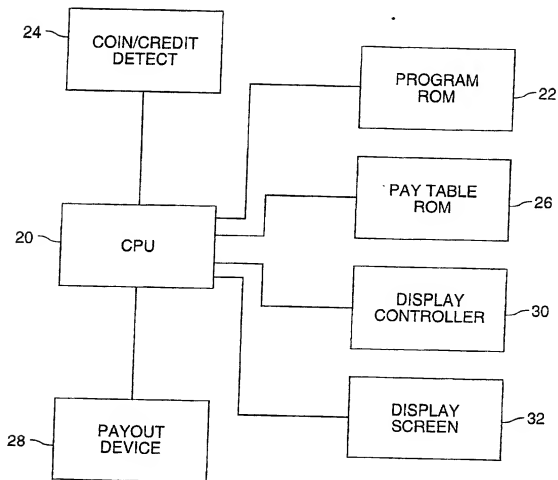 24
COIN/CREDIT
DETECT
PROGRAM
ROM
22
PAY TABLE
ROM
26
20
CPU
DISPLAY
CONTROLLER
30
DISPLAY
SCREEN
32
28
PAYOUT
DEVICE